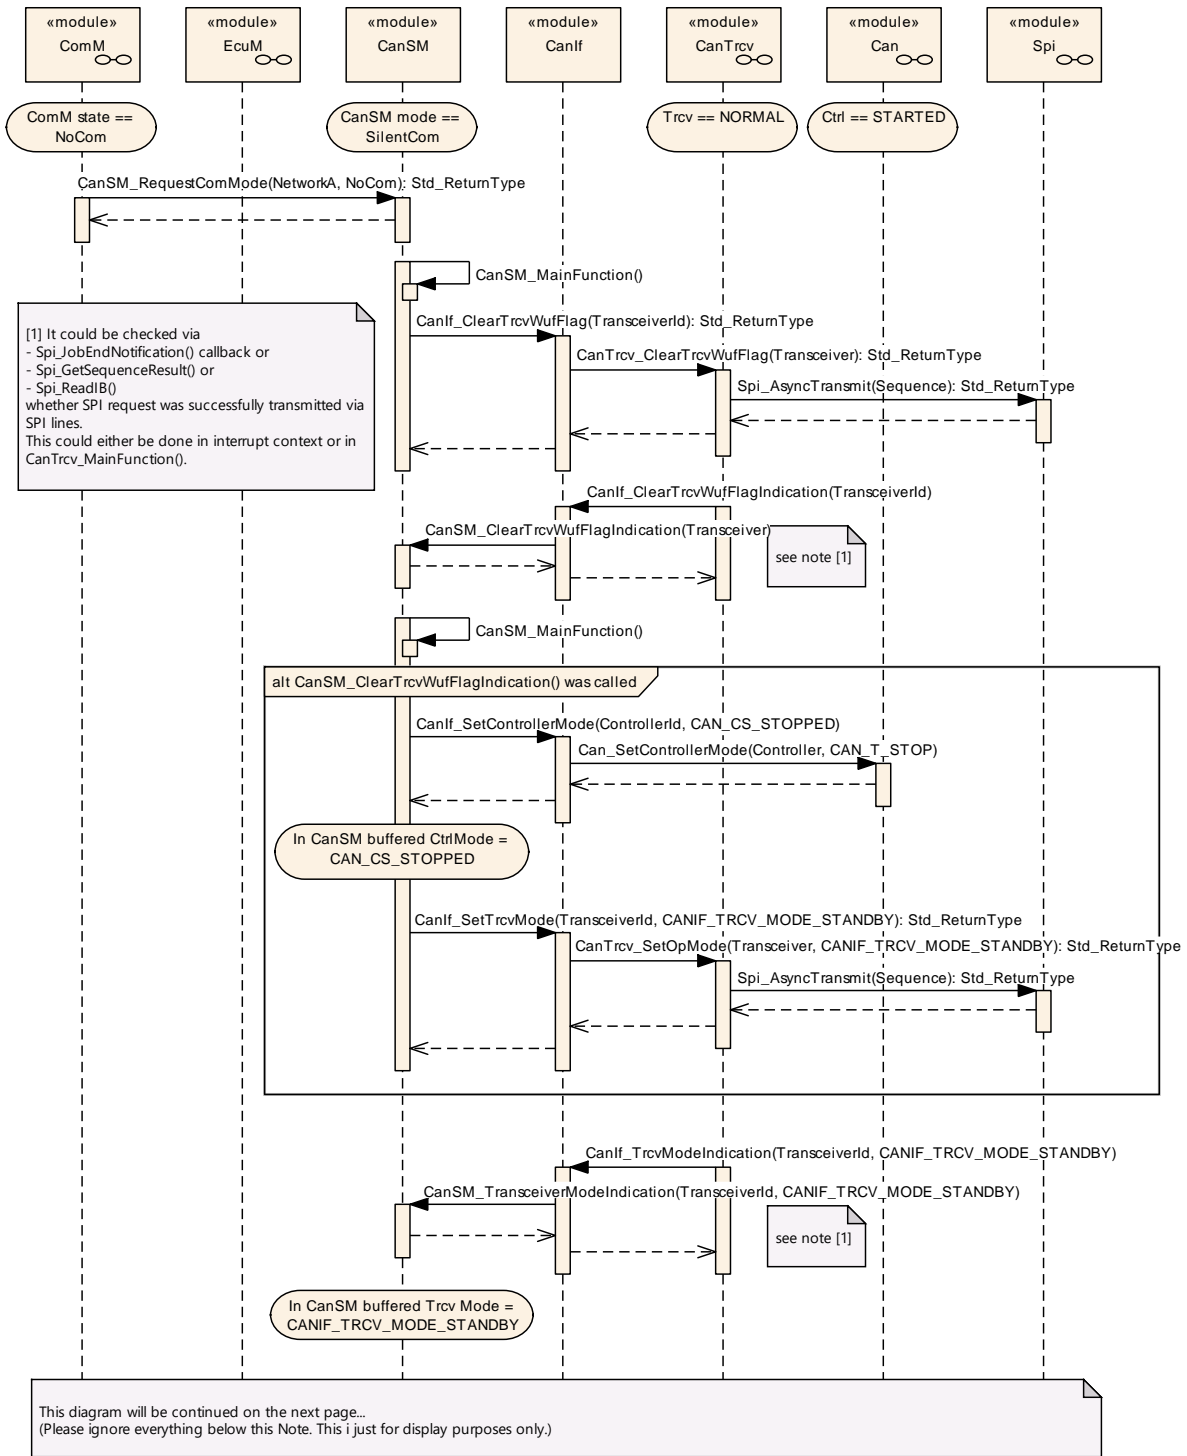 «module»
ComM
«module»
EcuM
«module»
CanSM
«module»
CanIf
«module»
CanTrcv
«module»
Can
«module»
Spi
ComM state ==
NoCom
CanSM mode ==
SilentCom
Trcv == NORMAL
Ctrl == STARTED
CanSM_RequestComMode(NetworkA, NoCom): Std_ReturnType
CanSM_MainFunction()
[1] It could be checked via
- Spi_JobEndNotification() callback or
- Spi_GetSequenceResult() or
- Spi_ReadIB()
whether SPI request was successfully transmitted via
SPI lines.
This could either be done in interrupt context or in
CanTrcv_MainFunction().
CanIf_ClearTrcvWufFlag(TransceiverId): Std_ReturnType
CanTrcv_ClearTrcvWufFlag(Transceiver): Std_ReturnType
Spi_AsyncTransmit(Sequence): Std_ReturnType
CanIf_ClearTrcvWufFlagIndication(TransceiverId)
CanSM_ClearTrcvWufFlagIndication(Transceiver)
see note [1]
CanSM_MainFunction()
alt CanSM_ClearTrcvWufFlagIndication() was called
CanIf_SetControllerMode(ControllerId, CAN_CS_STOPPED)
Can_SetControllerMode(Controller, CAN_T_STOP)
In CanSM buffered CtrlMode =
CAN_CS_STOPPED
CanIf_SetTrcvMode(TransceiverId, CANIF_TRCV_MODE_STANDBY): Std_ReturnType
CanTrcv_SetOpMode(Transceiver, CANIF_TRCV_MODE_STANDBY): Std_ReturnType
Spi_AsyncTransmit(Sequence): Std_ReturnType
CanIf_TrcvModeIndication(TransceiverId, CANIF_TRCV_MODE_STANDBY)
CanSM_TransceiverModeIndication(TransceiverId, CANIF_TRCV_MODE_STANDBY)
see note [1]
In CanSM buffered Trcv Mode =
CANIF_TRCV_MODE_STANDBY
This diagram will be continued on the next page...
(Please ignore everything below this Note. This i just for display purposes only.)